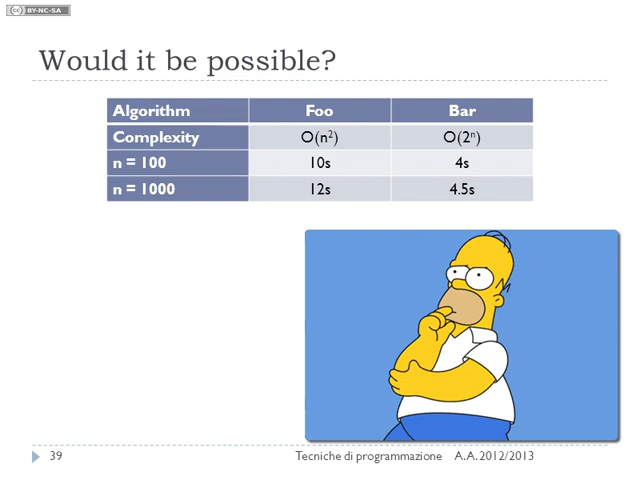 BY-NC-SA
Would it be possible?
Algorithm Foo Bar
Complexity O(n²) O(2ⁿ)
n = 100 10s 4s
n = 1000 12s 4.5s
39 Tecniche di programmazione A.A. 2012/2013